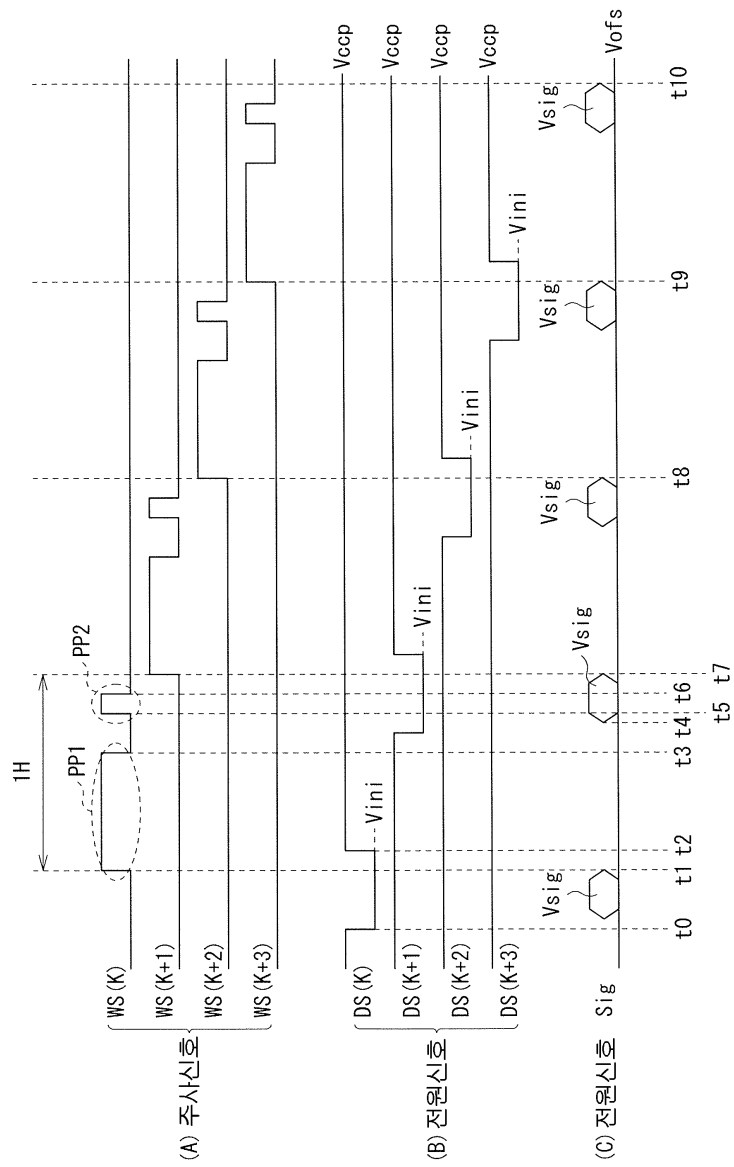 1H
PP1
PP2
WS(K)
WS(K+1)
WS(K+2)
WS(K+3)
(A) 주사신호
Vccp
Vini
DS(K)
Vccp
Vini
DS(K+1)
Vccp
Vini
DS(K+2)
Vccp
Vini
DS(K+3)
(B) 전원신호
Vsig
Vsig
Vsig
Vsig
Vsig
(C) 전원신호 Sig
Vofs
t0
t1
t2
t3
t4
t5
t6
t7
t8
t9
t10